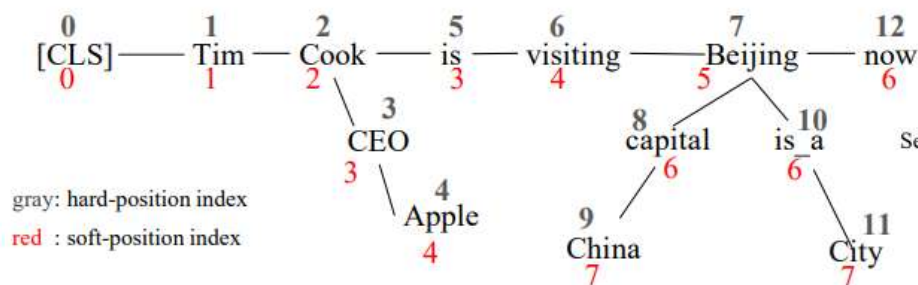 0 1 2 5 6 7 12
[CLS] Tim Cook is visiting Beijing now
0 1 2 3 4 5 6
3 8 10
CEO capital is_a Se
3 6 6
gray: hard-position index
4 9 11
Apple China City
red : soft-position index
4 7 7